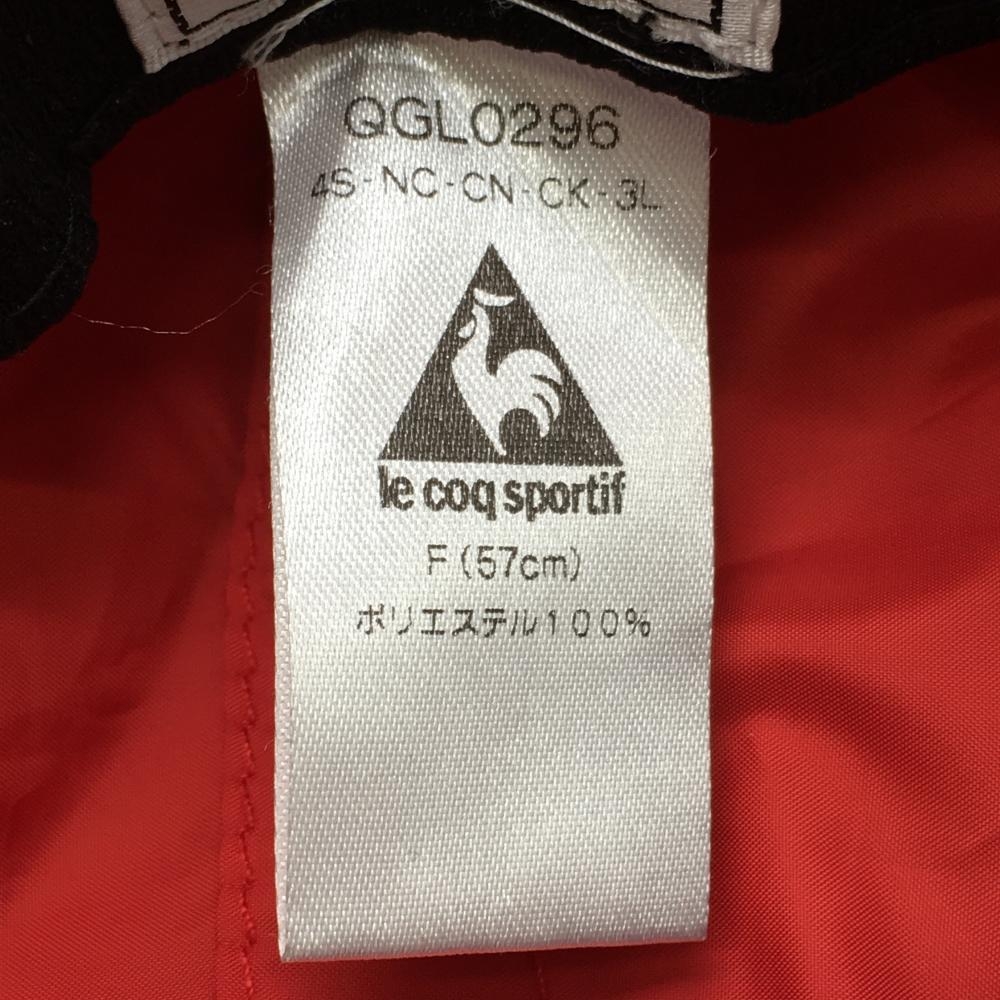 QGL0296
4S-NC-CN-CK-3L
le coq sportif
F(57cm)
ポリエステル100%